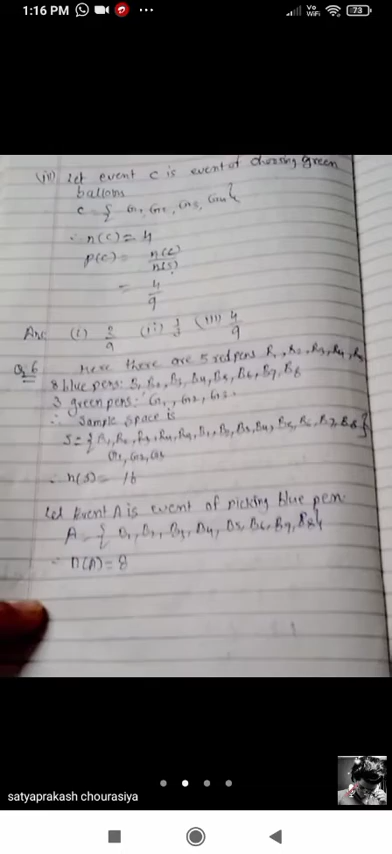 1:16 PM
Vo
WiFi
73
(iii) Let event C is event of choosing green
balloons
C = { G1, G2, G3, G4}
∴ n(C) = 4
P(C) = n(C)
n(S)
= 4
9
Ans: (i) 2/9 (ii) 1/3 (iii) 4/9
Q.6 Here there are 5 red pens R1, R2, R3, R4, R5
8 blue pens: B1, B2, B3, B4, B5, B6, B7, B8
3 green pens:- G1, G2, G3.
∴ Sample space is
S = { R1, R2, R3, R4, B1, B2, B3, B4, B5, B6, B7, B8
G1, G2, G3 }
∴ n(S) = 16
Let Event A is event of picking blue pen.
A = { B1, B2, B3, B4, B5, B6, B7, B8}
∴ n(A) = 8
satyaprakash chourasiya